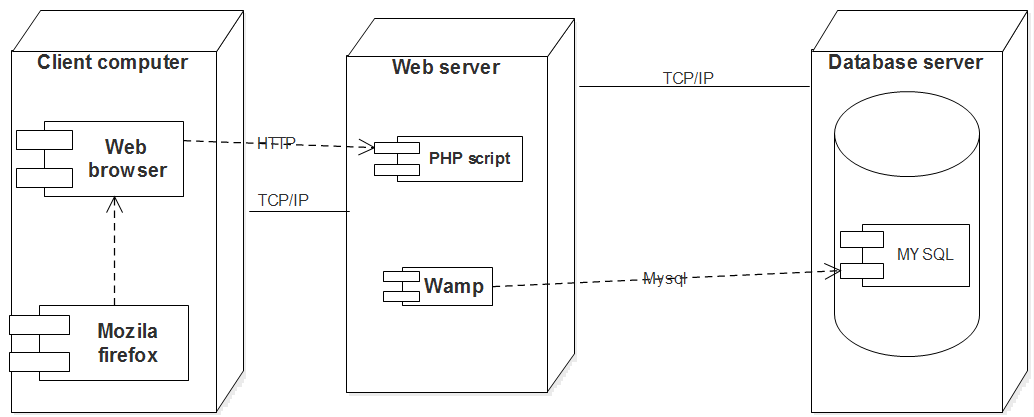 Client computer
Web server
Database server
TCP/IP
Web
browser
HTTP
PHP script
TCP/IP
MY SQL
Mysql
Wamp
Mozila
firefox